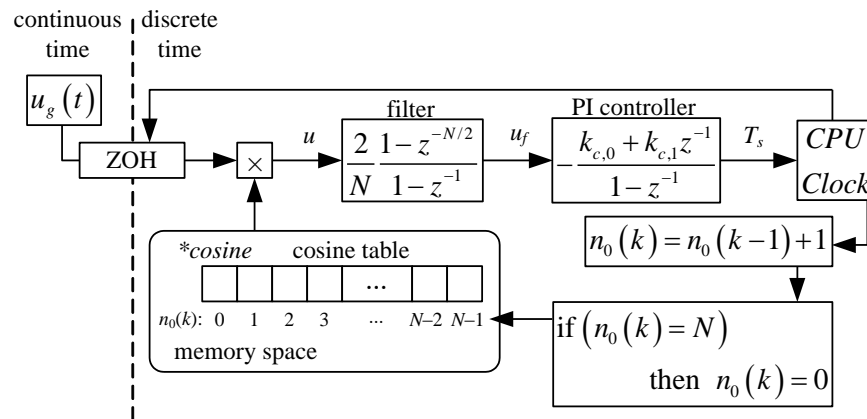 continuous time
discrete time
u_g(t)
ZOH
×
u
filter
2/N (1 − z^{−N/2})/(1 − z^{−1})
u_f
PI controller
−(k_{c,0} + k_{c,1}z^{−1})/(1 − z^{−1})
T_s
CPU
Clock
n_0(k) = n_0(k−1)+1
if (n_0(k) = N)
then n_0(k) = 0
*cosine cosine table
...
n_0(k): 0 1 2 3 ... N−2 N−1
memory space